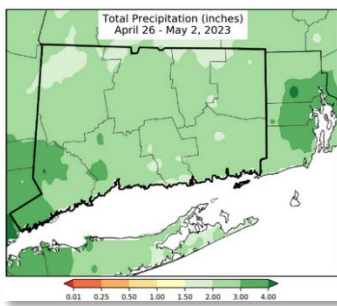 Total Precipitation (inches)
April 26 - May 2, 2023
0.01 0.25 0.50 1.00 1.50 2.00 3.00 4.00